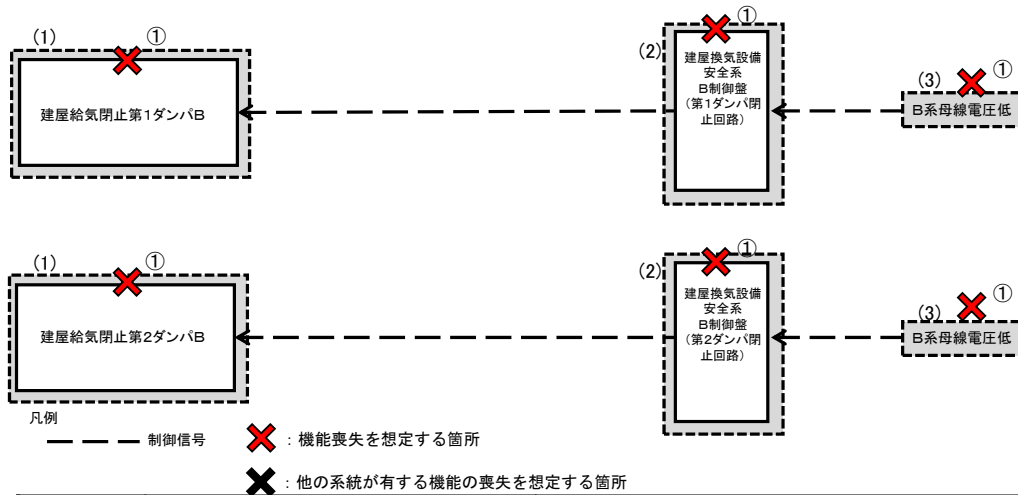 (1) ①
建屋給気閉止第1ダンパB
(2) ①
建屋換気設備
安全系
B制御盤
(第1ダンパ閉
止回路)
(3) ①
B系母線電圧低
(1) ①
建屋給気閉止第2ダンパB
(2) ①
建屋換気設備
安全系
B制御盤
(第2ダンパ閉
止回路)
(3) ①
B系母線電圧低
凡例
制御信号
：機能喪失を想定する箇所
：他の系統が有する機能の喪失を想定する箇所